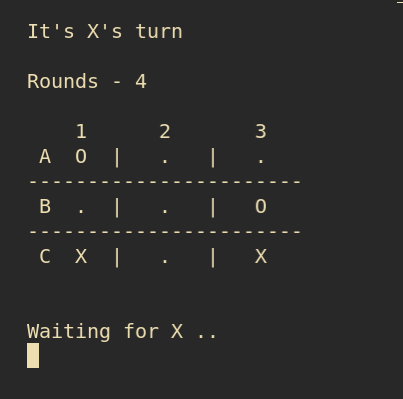 It's X's turn
Rounds - 4
1 2 3
A O | . | .
-----------------------
B . | . | O
-----------------------
C X | . | X
Waiting for X ..